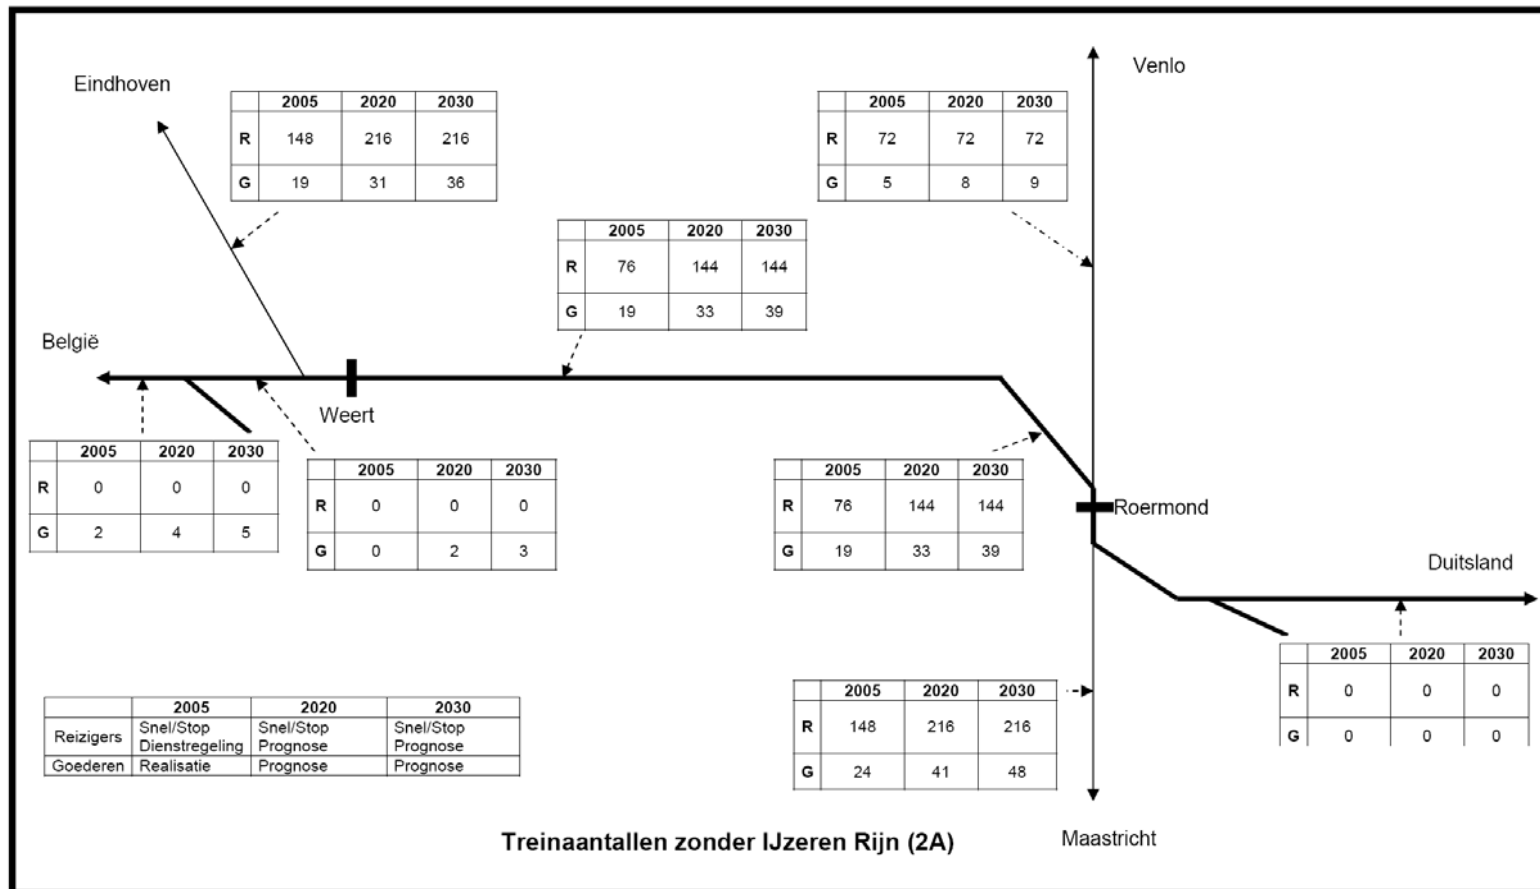 Eindhoven
2005 2020 2030
R 148 216 216
G 19 31 36
Venlo
2005 2020 2030
R 72 72 72
G 5 8 9
2005 2020 2030
R 76 144 144
G 19 33 39
België
Weert
2005 2020 2030
R 0 0 0
G 2 4 5
2005 2020 2030
R 0 0 0
G 0 2 3
2005 2020 2030
R 76 144 144
G 19 33 39
Roermond
Duitsland
2005 2020 2030
R 0 0 0
G 0 0 0
2005 2020 2030
R 148 216 216
G 24 41 48
2005 2020 2030
Reizigers Snel/Stop Snel/Stop Snel/Stop
Dienstregeling Prognose Prognose
Goederen Realisatie Prognose Prognose
Treinaantallen zonder IJzeren Rijn (2A)
Maastricht